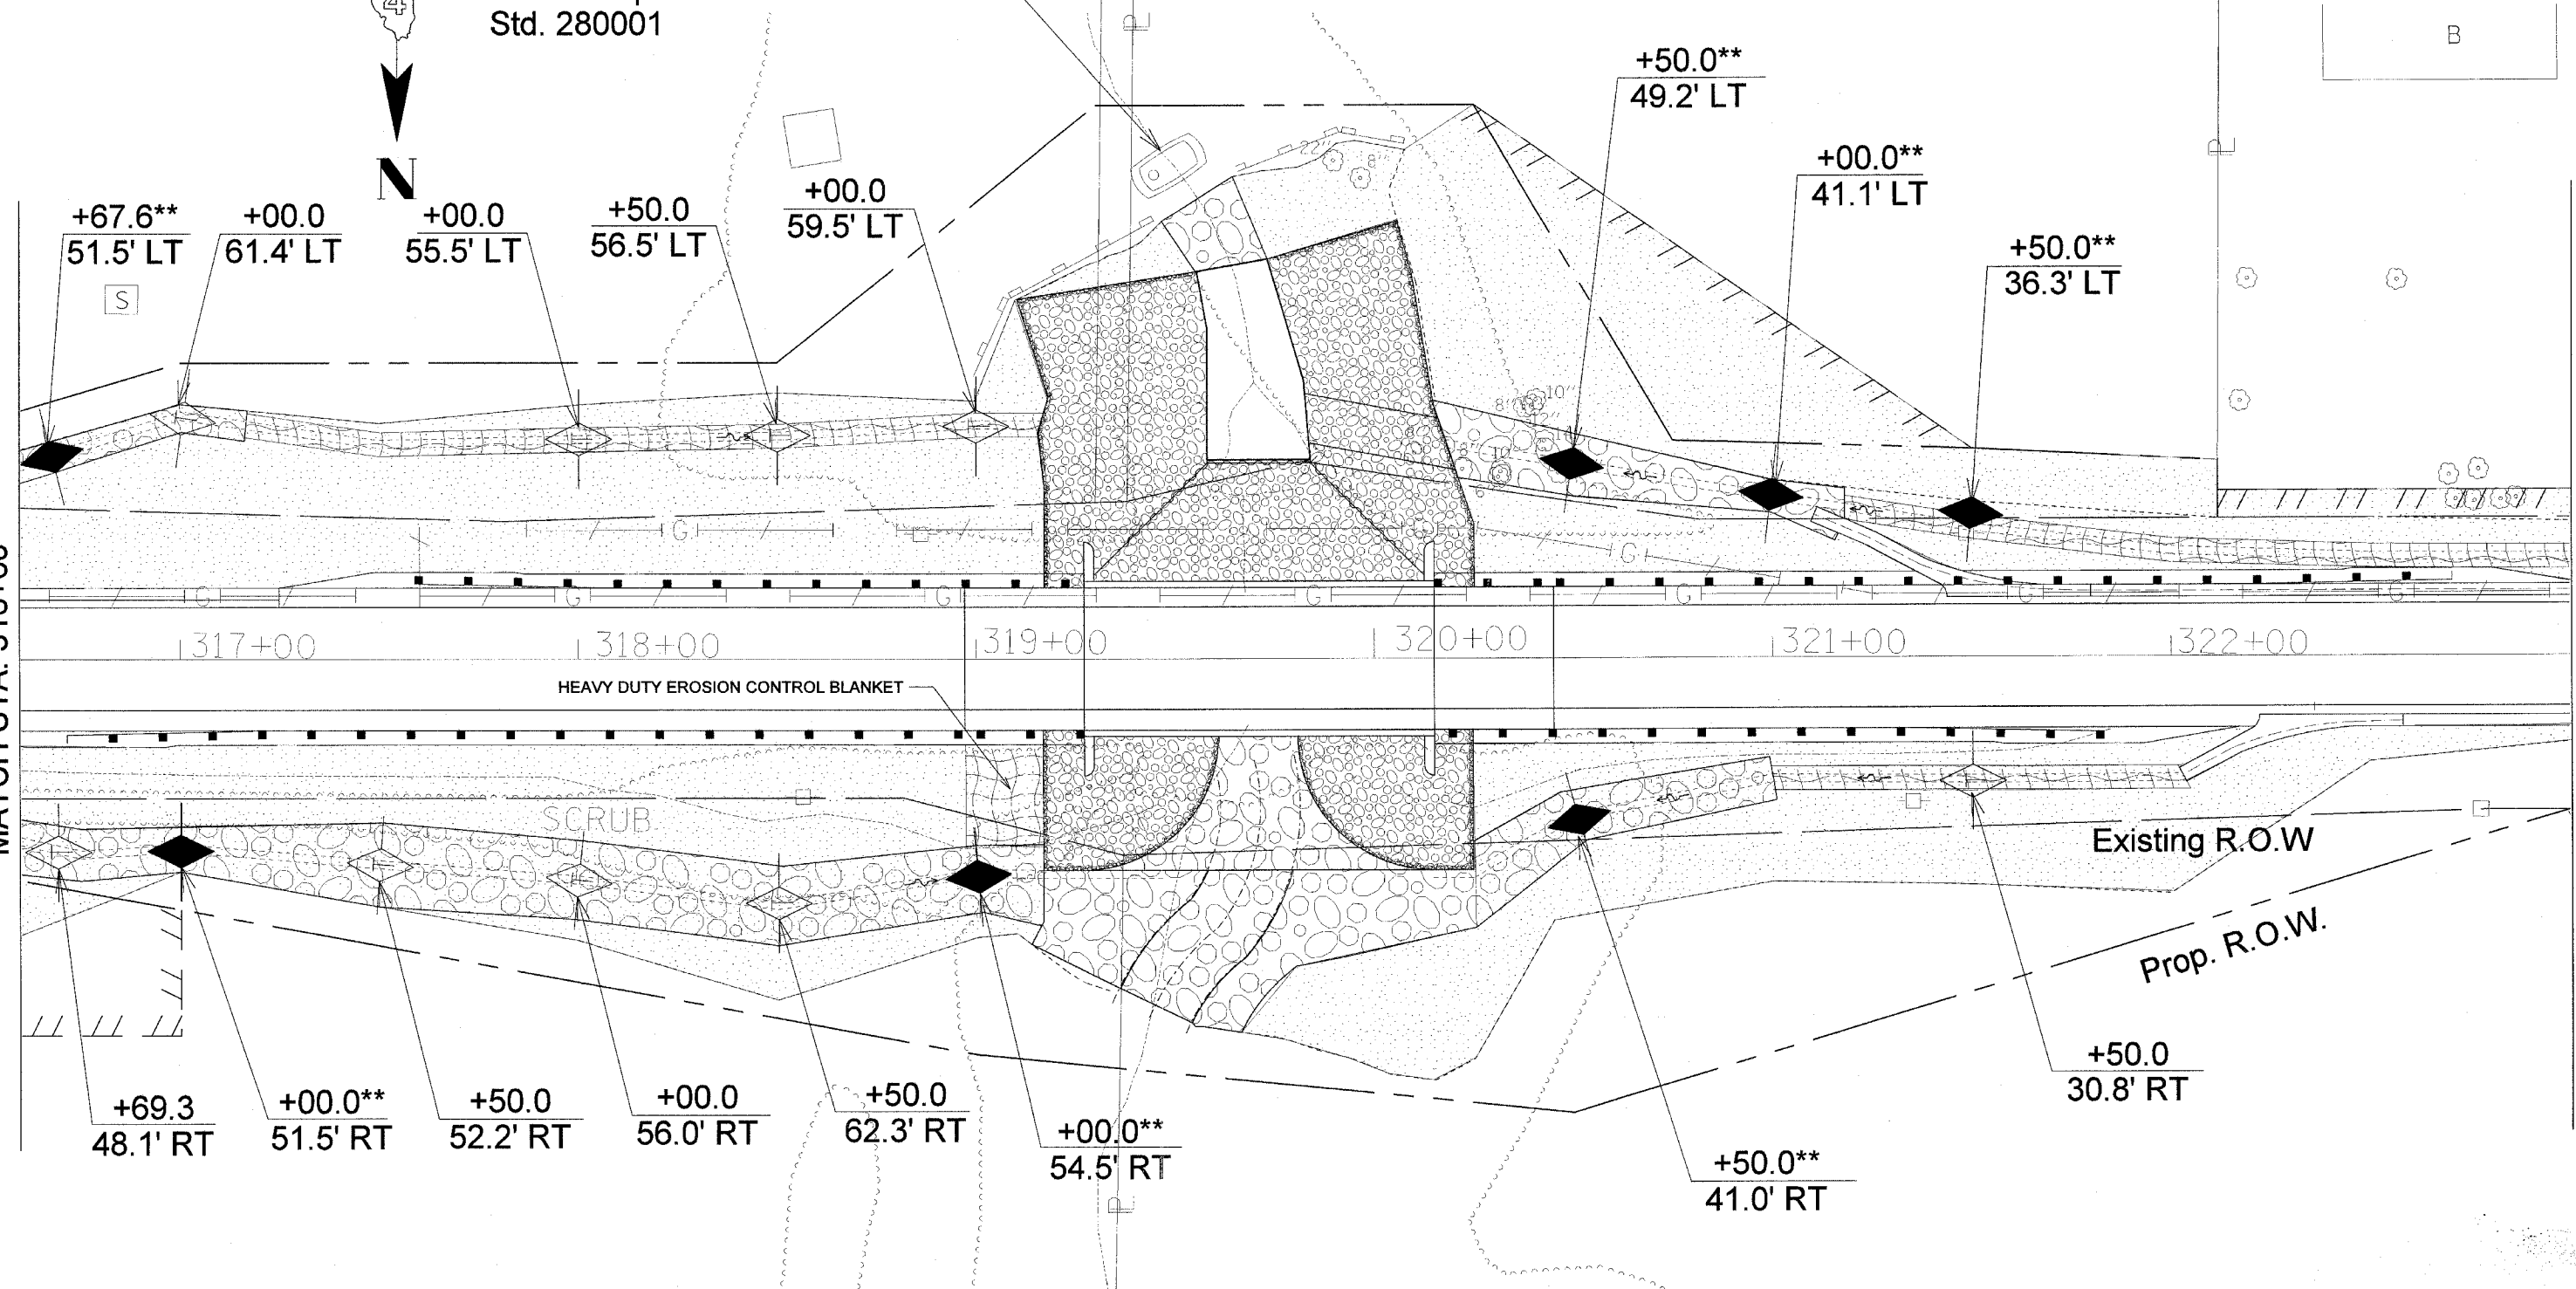 4
Std. 280001
P
B
+50.0**
49.2' LT
+00.0**
41.1' LT
P
22"
8"
N
+67.6**
51.5' LT
+00.0
61.4' LT
+00.0
55.5' LT
+50.0
56.5' LT
+00.0
59.5' LT
+50.0**
36.3' LT
S
10"
10"
G
G
G G G G G G G
317+00 318+00 319+00 320+00 321+00 322+00
HEAVY DUTY EROSION CONTROL BLANKET
SCRUB
Existing R.O.W
Prop. R.O.W.
+69.3
48.1' RT
+00.0**
51.5' RT
+50.0
52.2' RT
+00.0
56.0' RT
+50.0
62.3' RT
+00.0**
54.5' RT
+50.0**
41.0' RT
+50.0
30.8' RT
P